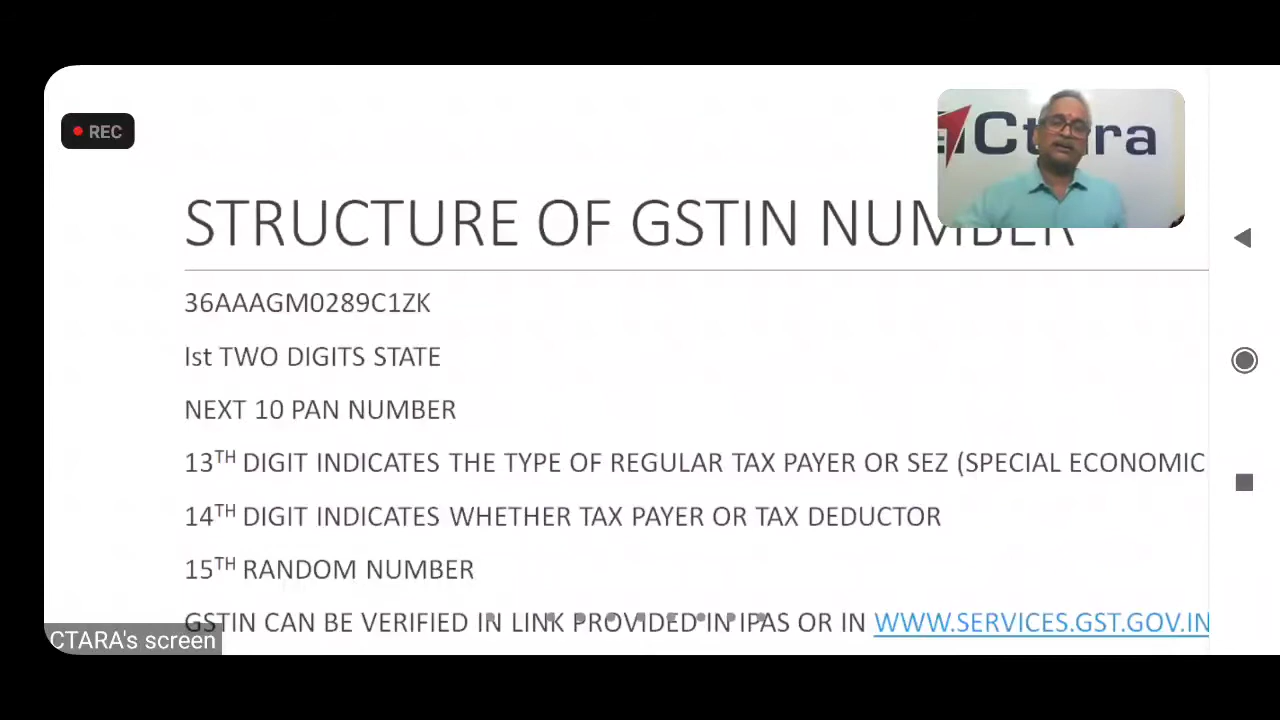 REC
Ctara
STRUCTURE OF GSTIN NUMBER
36AAAGM0289C1ZK
Ist TWO DIGITS STATE
NEXT 10 PAN NUMBER
13TH DIGIT INDICATES THE TYPE OF REGULAR TAX PAYER OR SEZ (SPECIAL ECONOMIC
14TH DIGIT INDICATES WHETHER TAX PAYER OR TAX DEDUCTOR
15TH RANDOM NUMBER
GSTIN CAN BE VERIFIED IN LINK PROVIDED IN IPAS OR IN WWW.SERVICES.GST.GOV.IN
CTARA's screen